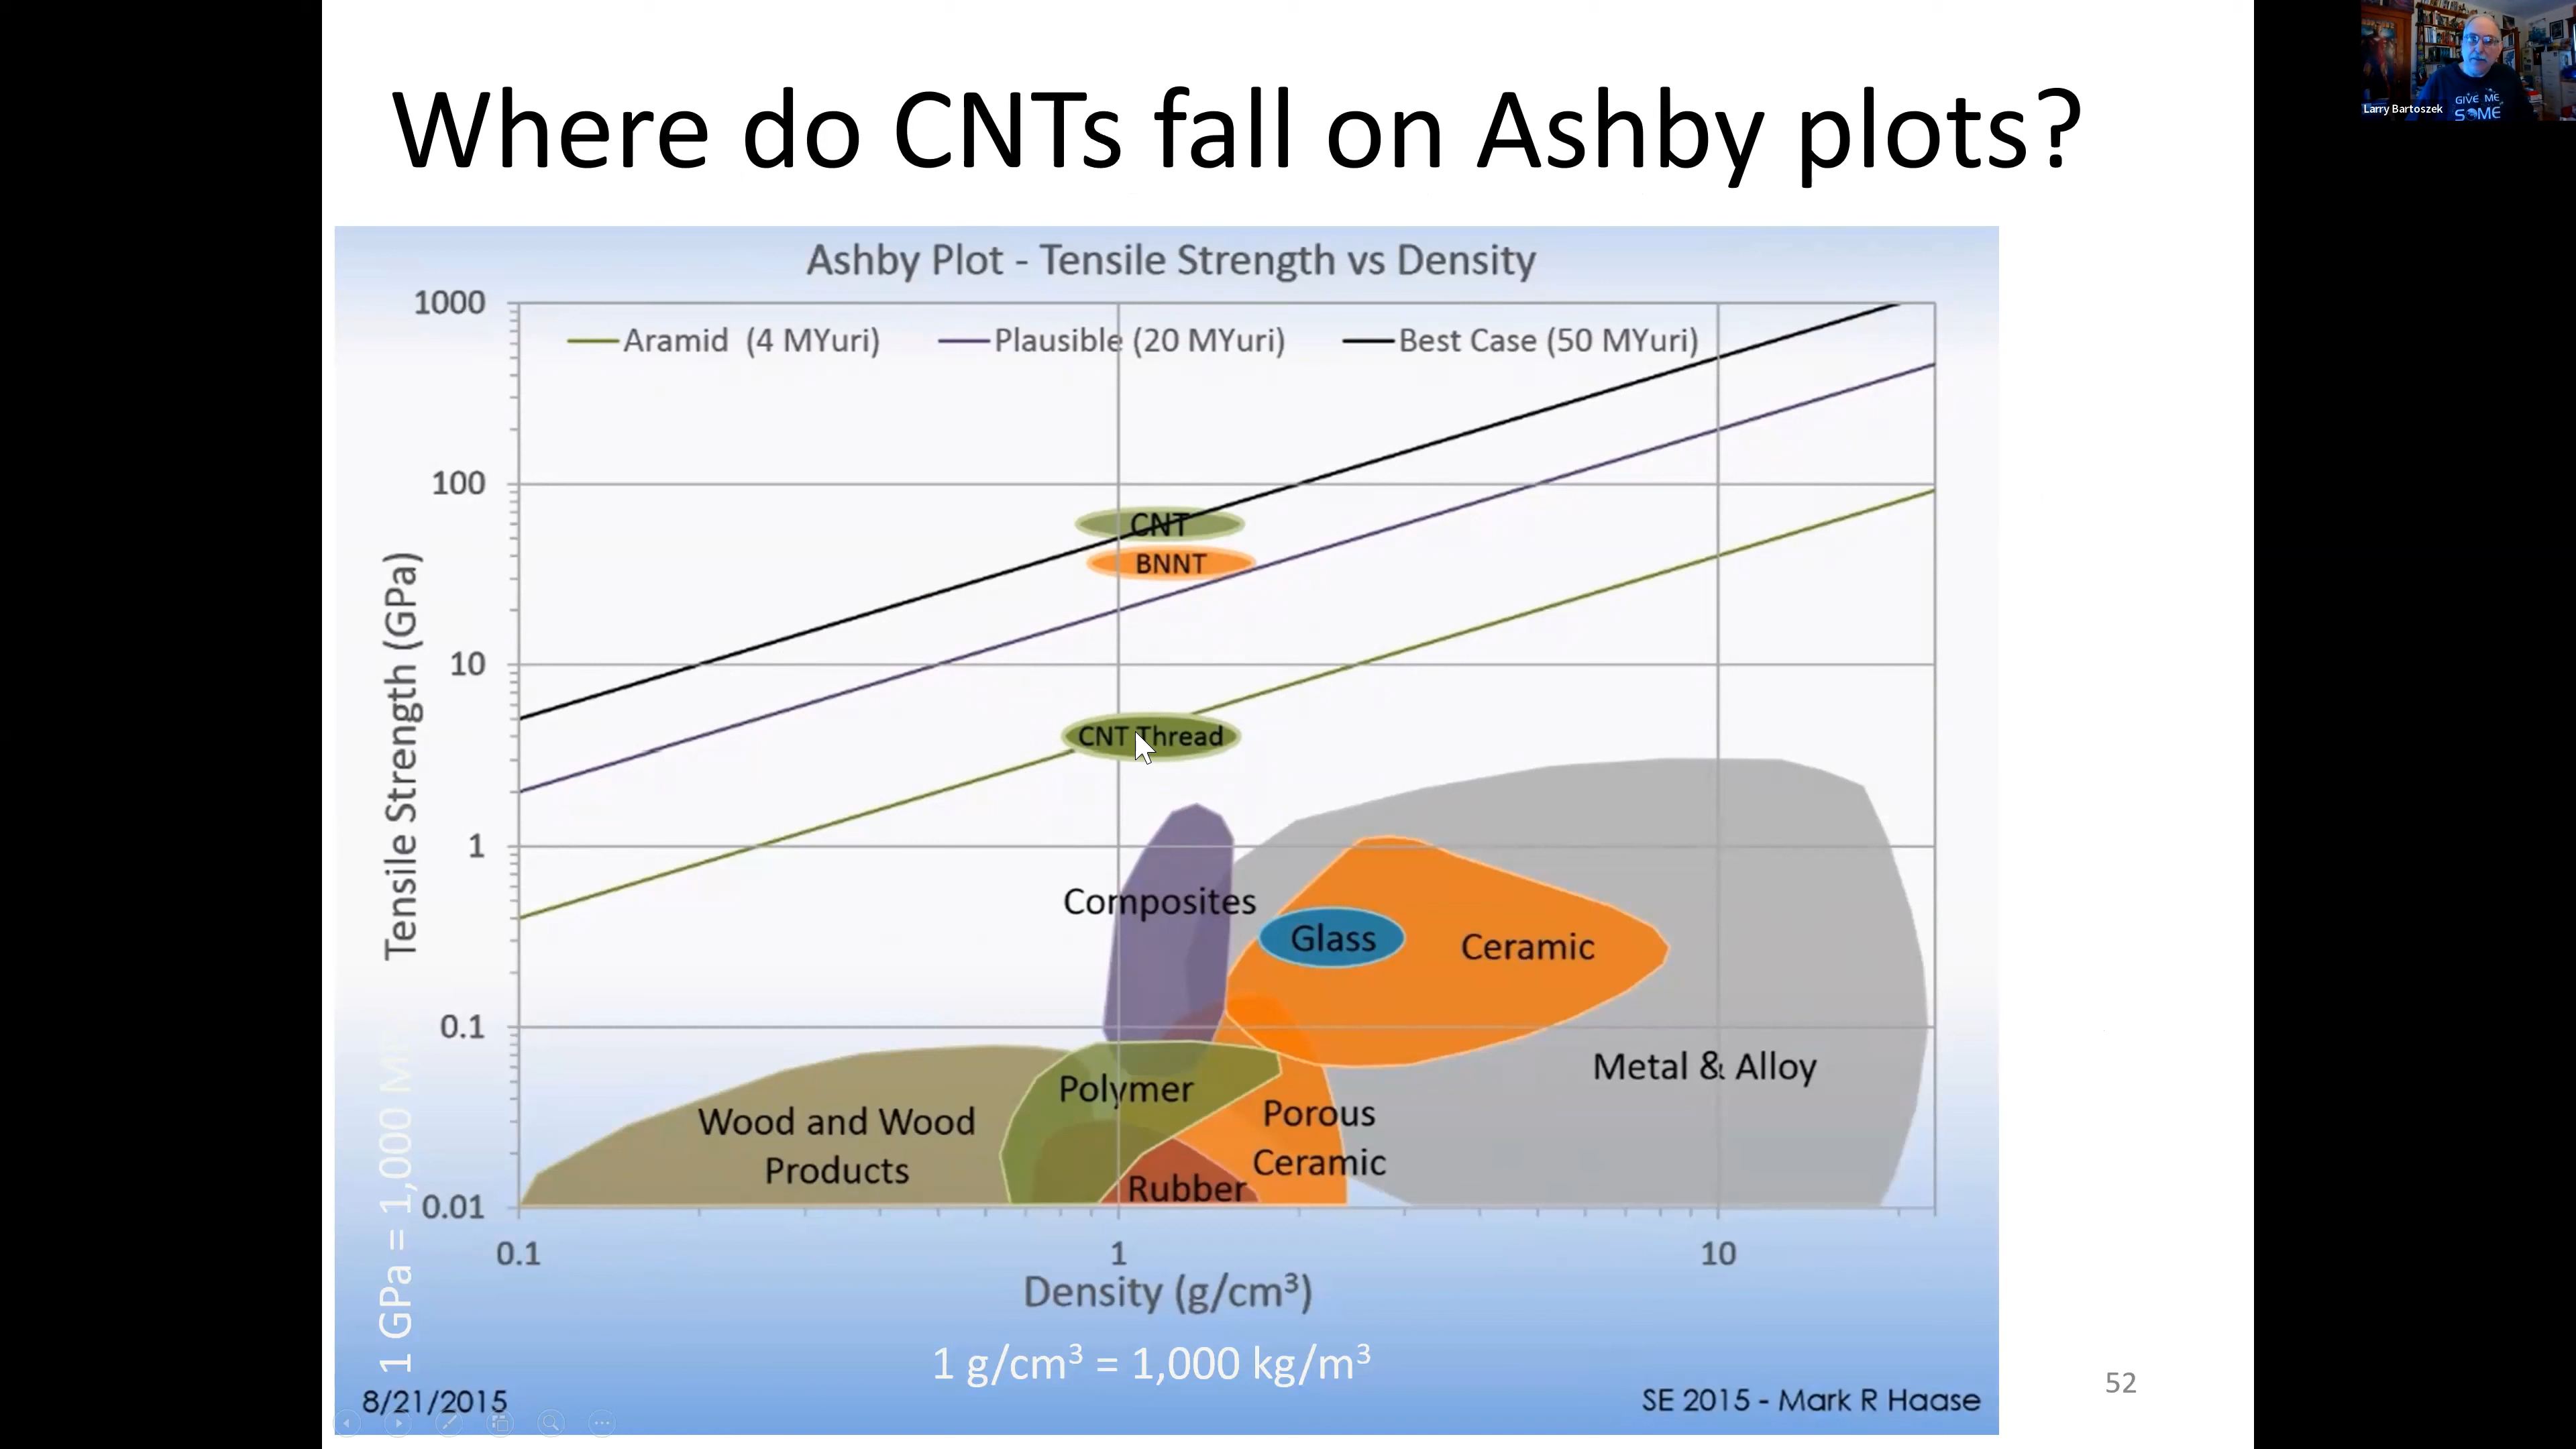 Where do CNTs fall on Ashby plots?
Larry Bartoszek
GIVE ME
SOME
Ashby Plot - Tensile Strength vs Density
Aramid (4 MYuri)
Plausible (20 MYuri)
Best Case (50 MYuri)
1000
100
10
1
0.1
0.01
Tensile Strength (GPa)
1 GPa = 1,000
CNT
BNNT
CNT Thread
Composites
Glass
Ceramic
Metal & Alloy
Polymer
Wood and Wood
Products
Porous
Ceramic
Rubber
0.1
1
10
Density (g/cm³)
1 g/cm³ = 1,000 kg/m³
8/21/2015
SE 2015 - Mark R Haase
52